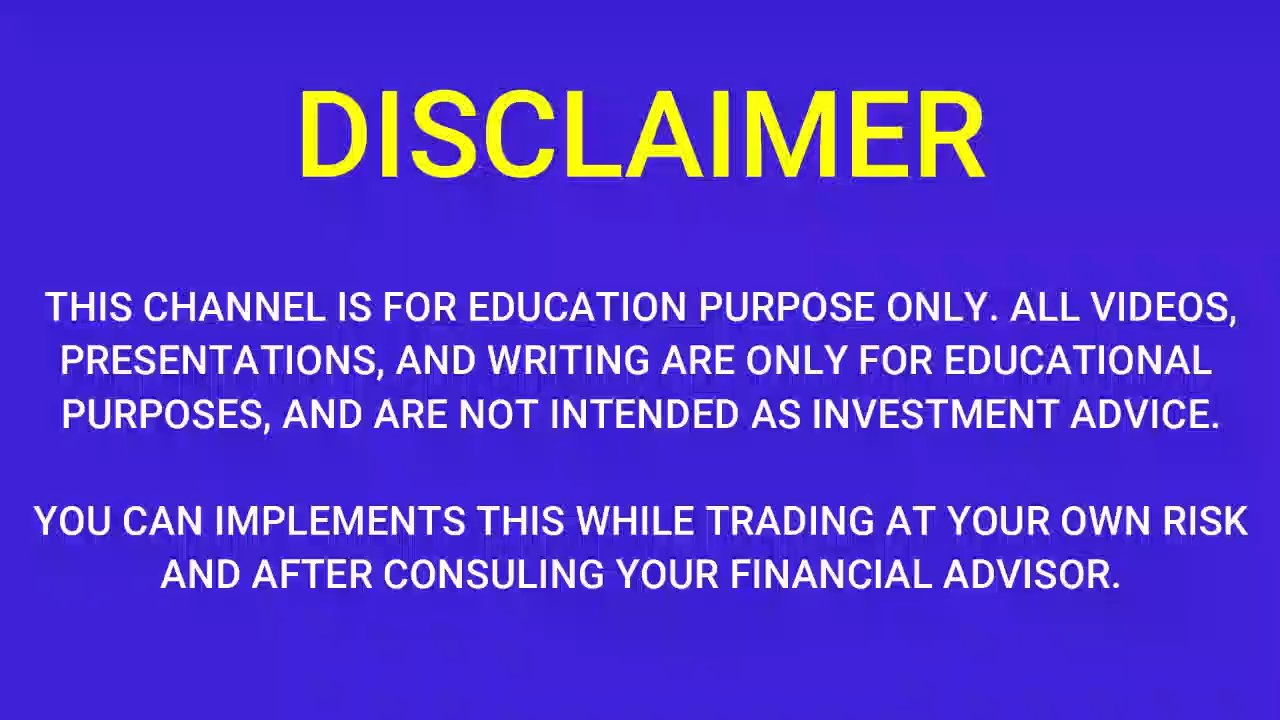 DISCLAIMER
THIS CHANNEL IS FOR EDUCATION PURPOSE ONLY. ALL VIDEOS,
PRESENTATIONS, AND WRITING ARE ONLY FOR EDUCATIONAL
PURPOSES, AND ARE NOT INTENDED AS INVESTMENT ADVICE.
YOU CAN IMPLEMENTS THIS WHILE TRADING AT YOUR OWN RISK
AND AFTER CONSULING YOUR FINANCIAL ADVISOR.